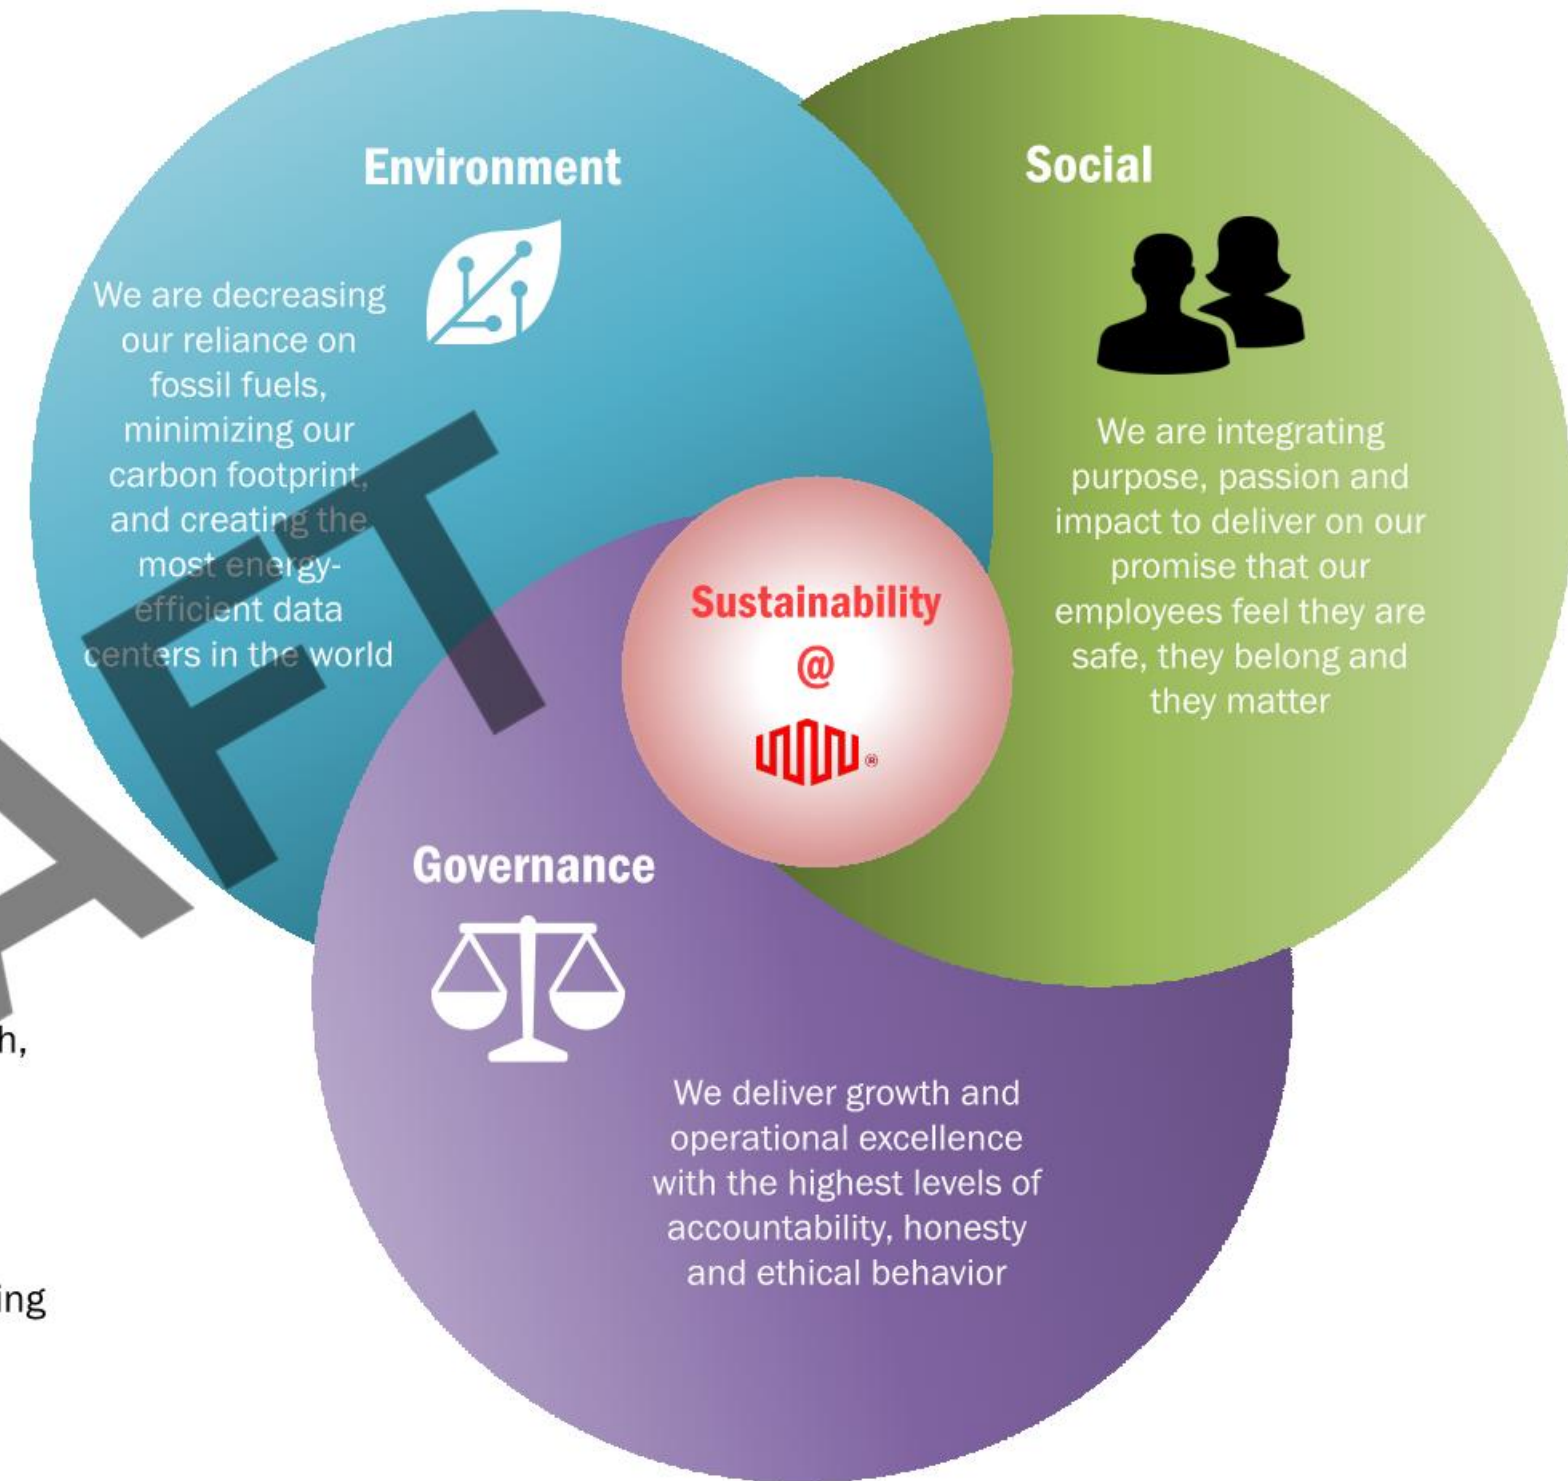 Environment
We are decreasing
our reliance on
fossil fuels,
minimizing our
carbon footprint,
and creating the
most energy-
efficient data
centers in the world
Social
We are integrating
purpose, passion and
impact to deliver on our
promise that our
employees feel they are
safe, they belong and
they matter
Sustainability
@
®
Governance
We deliver growth and
operational excellence
with the highest levels of
accountability, honesty
and ethical behavior
AFT
h,
ing